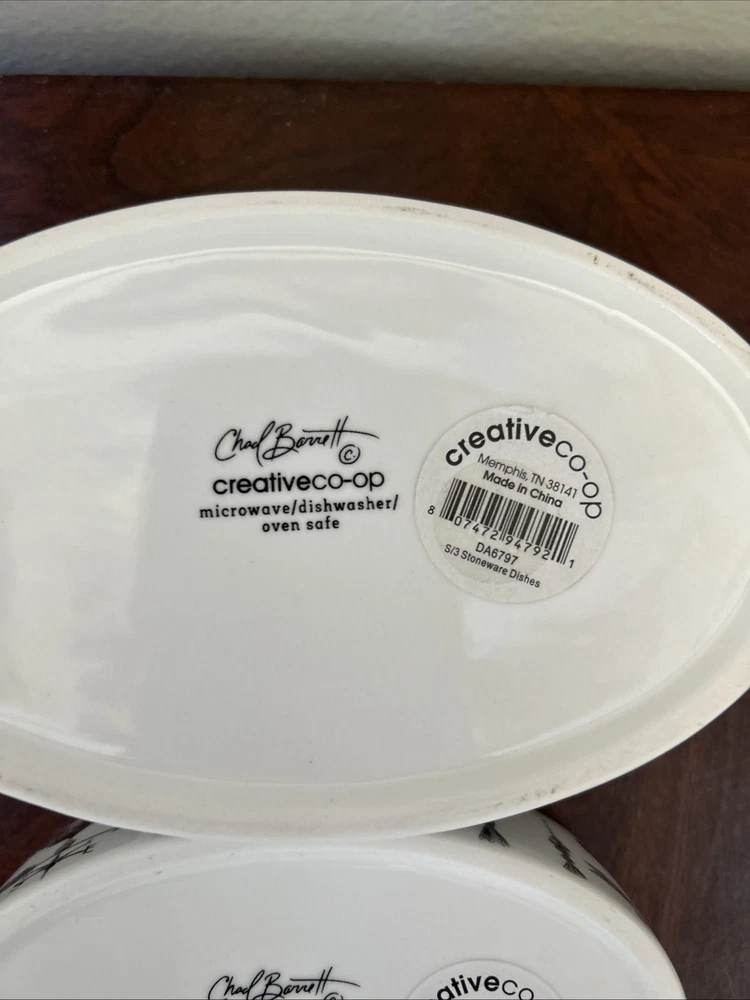 Chad Barrett
©
creativeco-op
microwave/dishwasher/
oven safe
creativeco-op
Memphis, TN 38141
Made in China
8 07472 94792 1
DA6797
S/3 Stoneware Dishes
Chad Barrett
©
ativeco